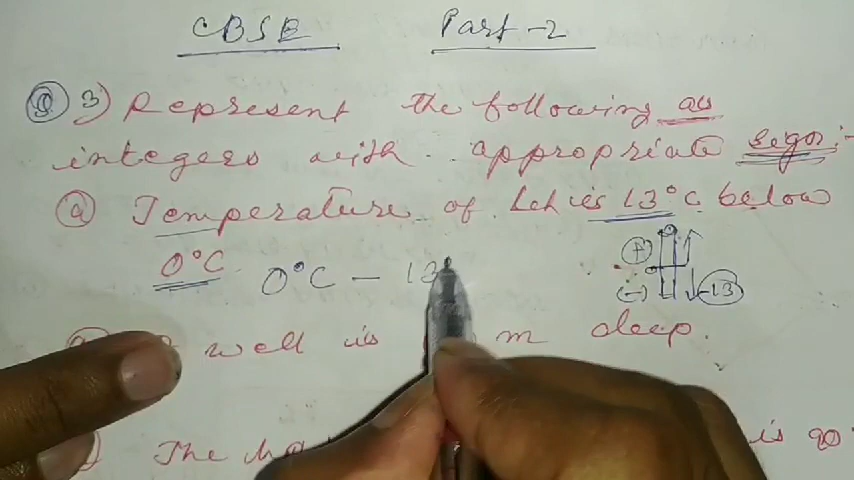 CBSE Part-2
Q 3) Represent the following as
integers with appropriate sign:-
(a) Temperature of Leh is 13°C below
0°C 0°C - 13°
(+)
(-) -13
well is m deep.
The is 90°